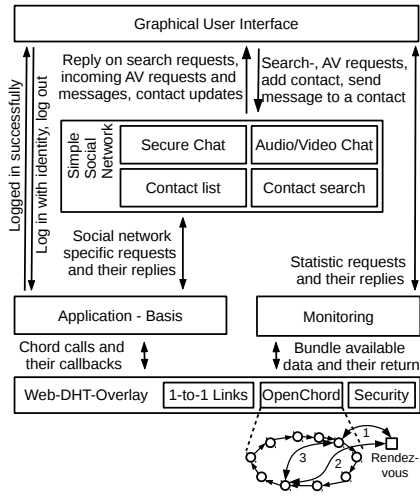 Graphical User Interface
Logged in successfully
Log in with identity, log out
Reply on search requests,
incoming AV requests and
messages, contact updates
Search-, AV requests,
add contact, send
message to a contact
Simple
Social
Network
Secure Chat
Audio/Video Chat
Contact list
Contact search
Social network
specific requests
and their replies
Statistic requests
and their replies
Application - Basis
Monitoring
Chord calls and
their callbacks
Bundle available
data and their return
Web-DHT-Overlay
1-to-1 Links
OpenChord
Security
1
2
3
Rendez-
vous